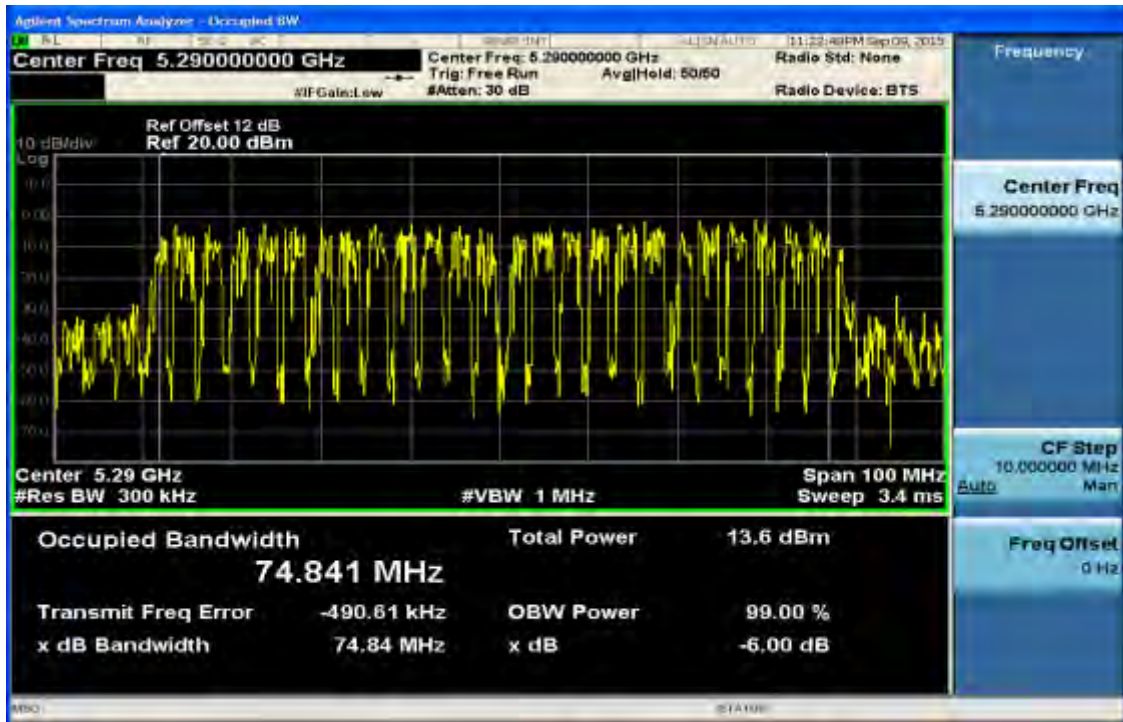 Agilent Spectrum Analyzer - Occupied BW
11:22:48PM Sep 09, 2015
Center Freq 5.290000000 GHz
Center Freq: 5.290000000 GHz
Radio Std: None
Trig: Free Run
Avg|Hold: 50/50
#IFGain:Low
#Atten: 30 dB
Radio Device: BTS
Ref Offset 12 dB
10 dB/div
Ref 20.00 dBm
Log
Center 5.29 GHz
Span 100 MHz
#Res BW 300 kHz
#VBW 1 MHz
Sweep 3.4 ms
Occupied Bandwidth
Total Power
13.6 dBm
74.841 MHz
Transmit Freq Error
-490.61 kHz
OBW Power
99.00 %
x dB Bandwidth
74.84 MHz
x dB
-6.00 dB
MSG
STATUS
Frequency
Center Freq
5.290000000 GHz
CF Step
10.000000 MHz
Auto
Man
Freq Offset
0 Hz